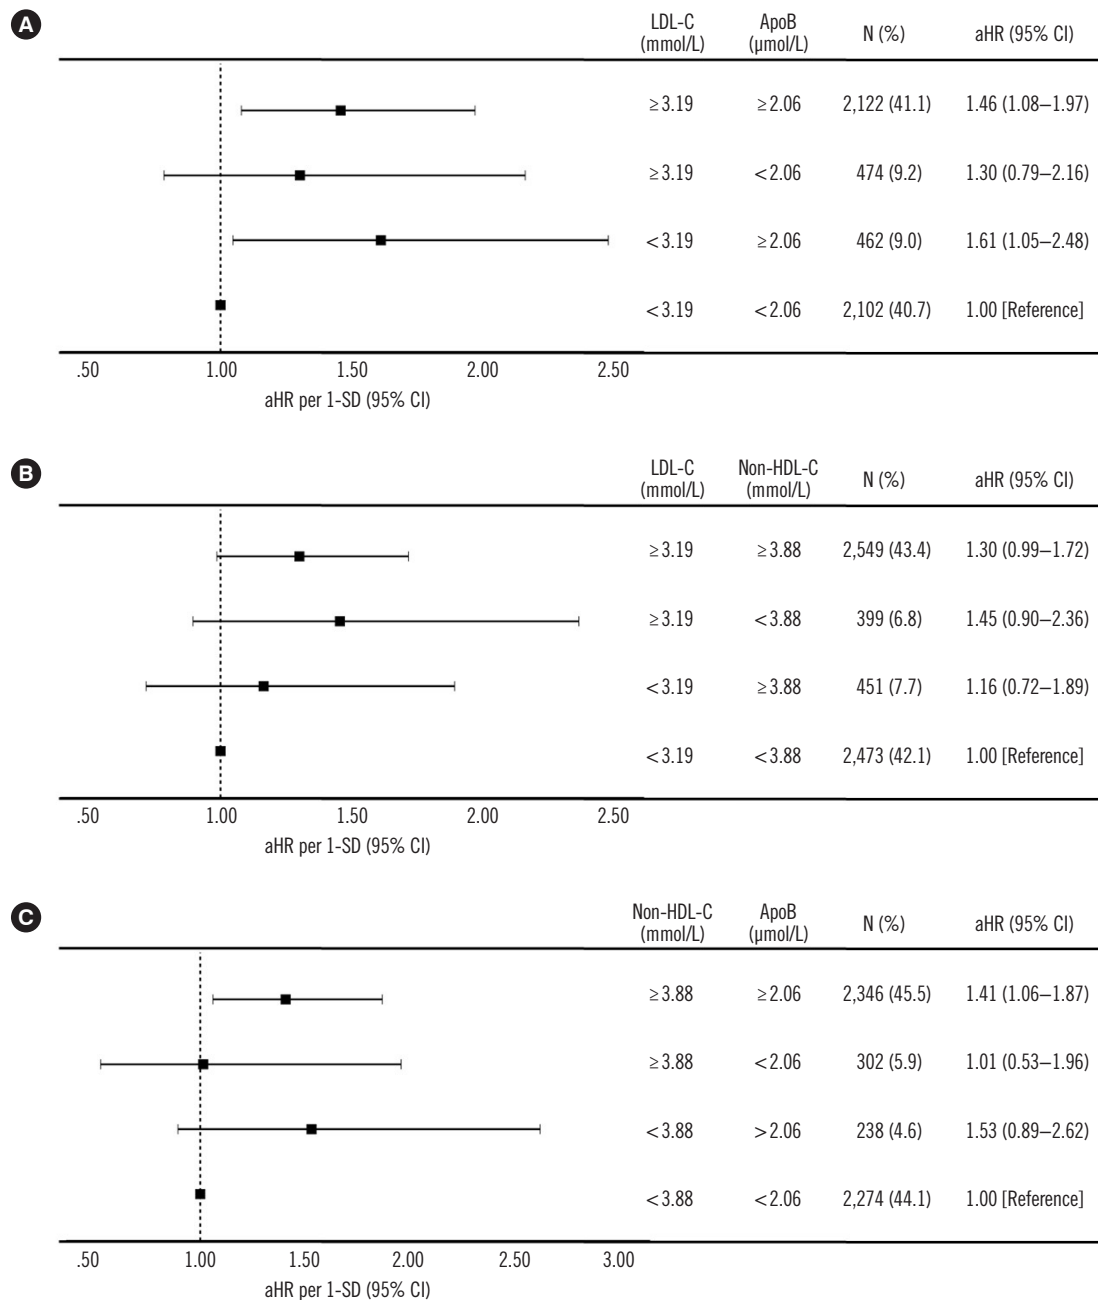 A
LDL-C (mmol/L) ApoB (µmol/L) N (%) aHR (95% CI)
≥3.19 ≥2.06 2,122 (41.1) 1.46 (1.08–1.97)
≥3.19 <2.06 474 (9.2) 1.30 (0.79–2.16)
<3.19 ≥2.06 462 (9.0) 1.61 (1.05–2.48)
<3.19 <2.06 2,102 (40.7) 1.00 [Reference]
.50 1.00 1.50 2.00 2.50
aHR per 1-SD (95% CI)
B
LDL-C (mmol/L) Non-HDL-C (mmol/L) N (%) aHR (95% CI)
≥3.19 ≥3.88 2,549 (43.4) 1.30 (0.99–1.72)
≥3.19 <3.88 399 (6.8) 1.45 (0.90–2.36)
<3.19 ≥3.88 451 (7.7) 1.16 (0.72–1.89)
<3.19 <3.88 2,473 (42.1) 1.00 [Reference]
.50 1.00 1.50 2.00 2.50
aHR per 1-SD (95% CI)
C
Non-HDL-C (mmol/L) ApoB (µmol/L) N (%) aHR (95% CI)
≥3.88 ≥2.06 2,346 (45.5) 1.41 (1.06–1.87)
≥3.88 <2.06 302 (5.9) 1.01 (0.53–1.96)
<3.88 >2.06 238 (4.6) 1.53 (0.89–2.62)
<3.88 <2.06 2,274 (44.1) 1.00 [Reference]
.50 1.00 1.50 2.00 2.50 3.00
aHR per 1-SD (95% CI)